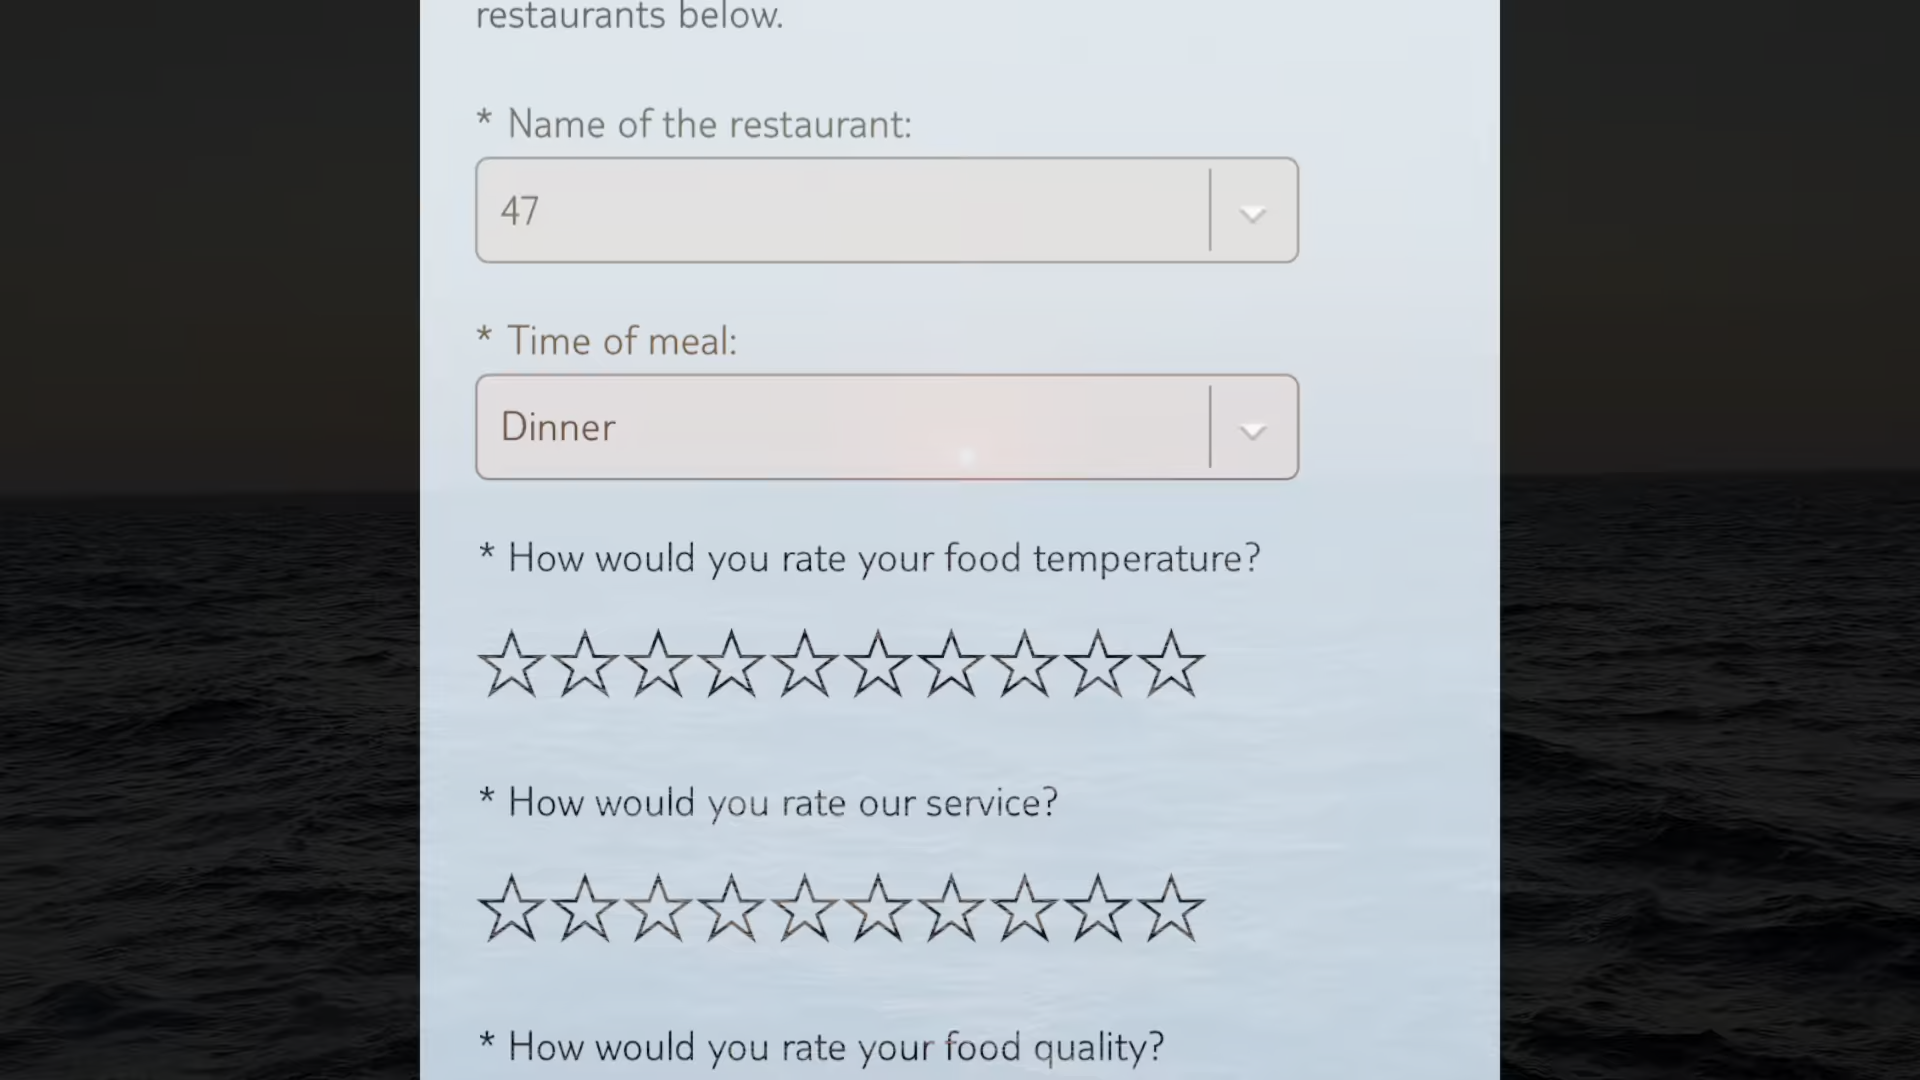 restaurants below.
* Name of the restaurant:
47
* Time of meal:
Dinner
* How would you rate your food temperature?
* How would you rate our service?
* How would you rate your food quality?